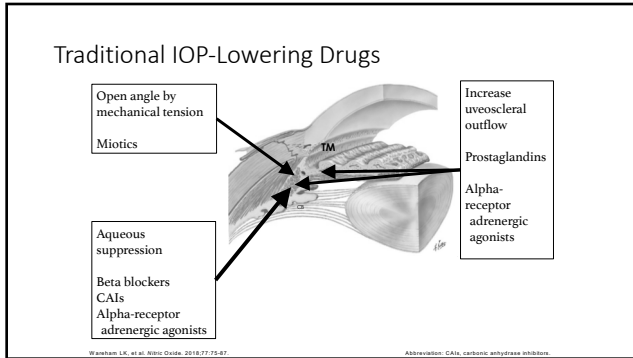 Traditional IOP-Lowering Drugs
Open angle by
mechanical tension
Miotics
TM
Increase
uveoscleral
outflow
Prostaglandins
Alpha-
receptor
adrenergic
agonists
Aqueous
suppression
Beta blockers
CAIs
Alpha-receptor
adrenergic agonists
CB
Wareham LK, et al. Nitric Oxide. 2018;77:75-87.
Abbreviation: CAIs, carbonic anhydrase inhibitors.